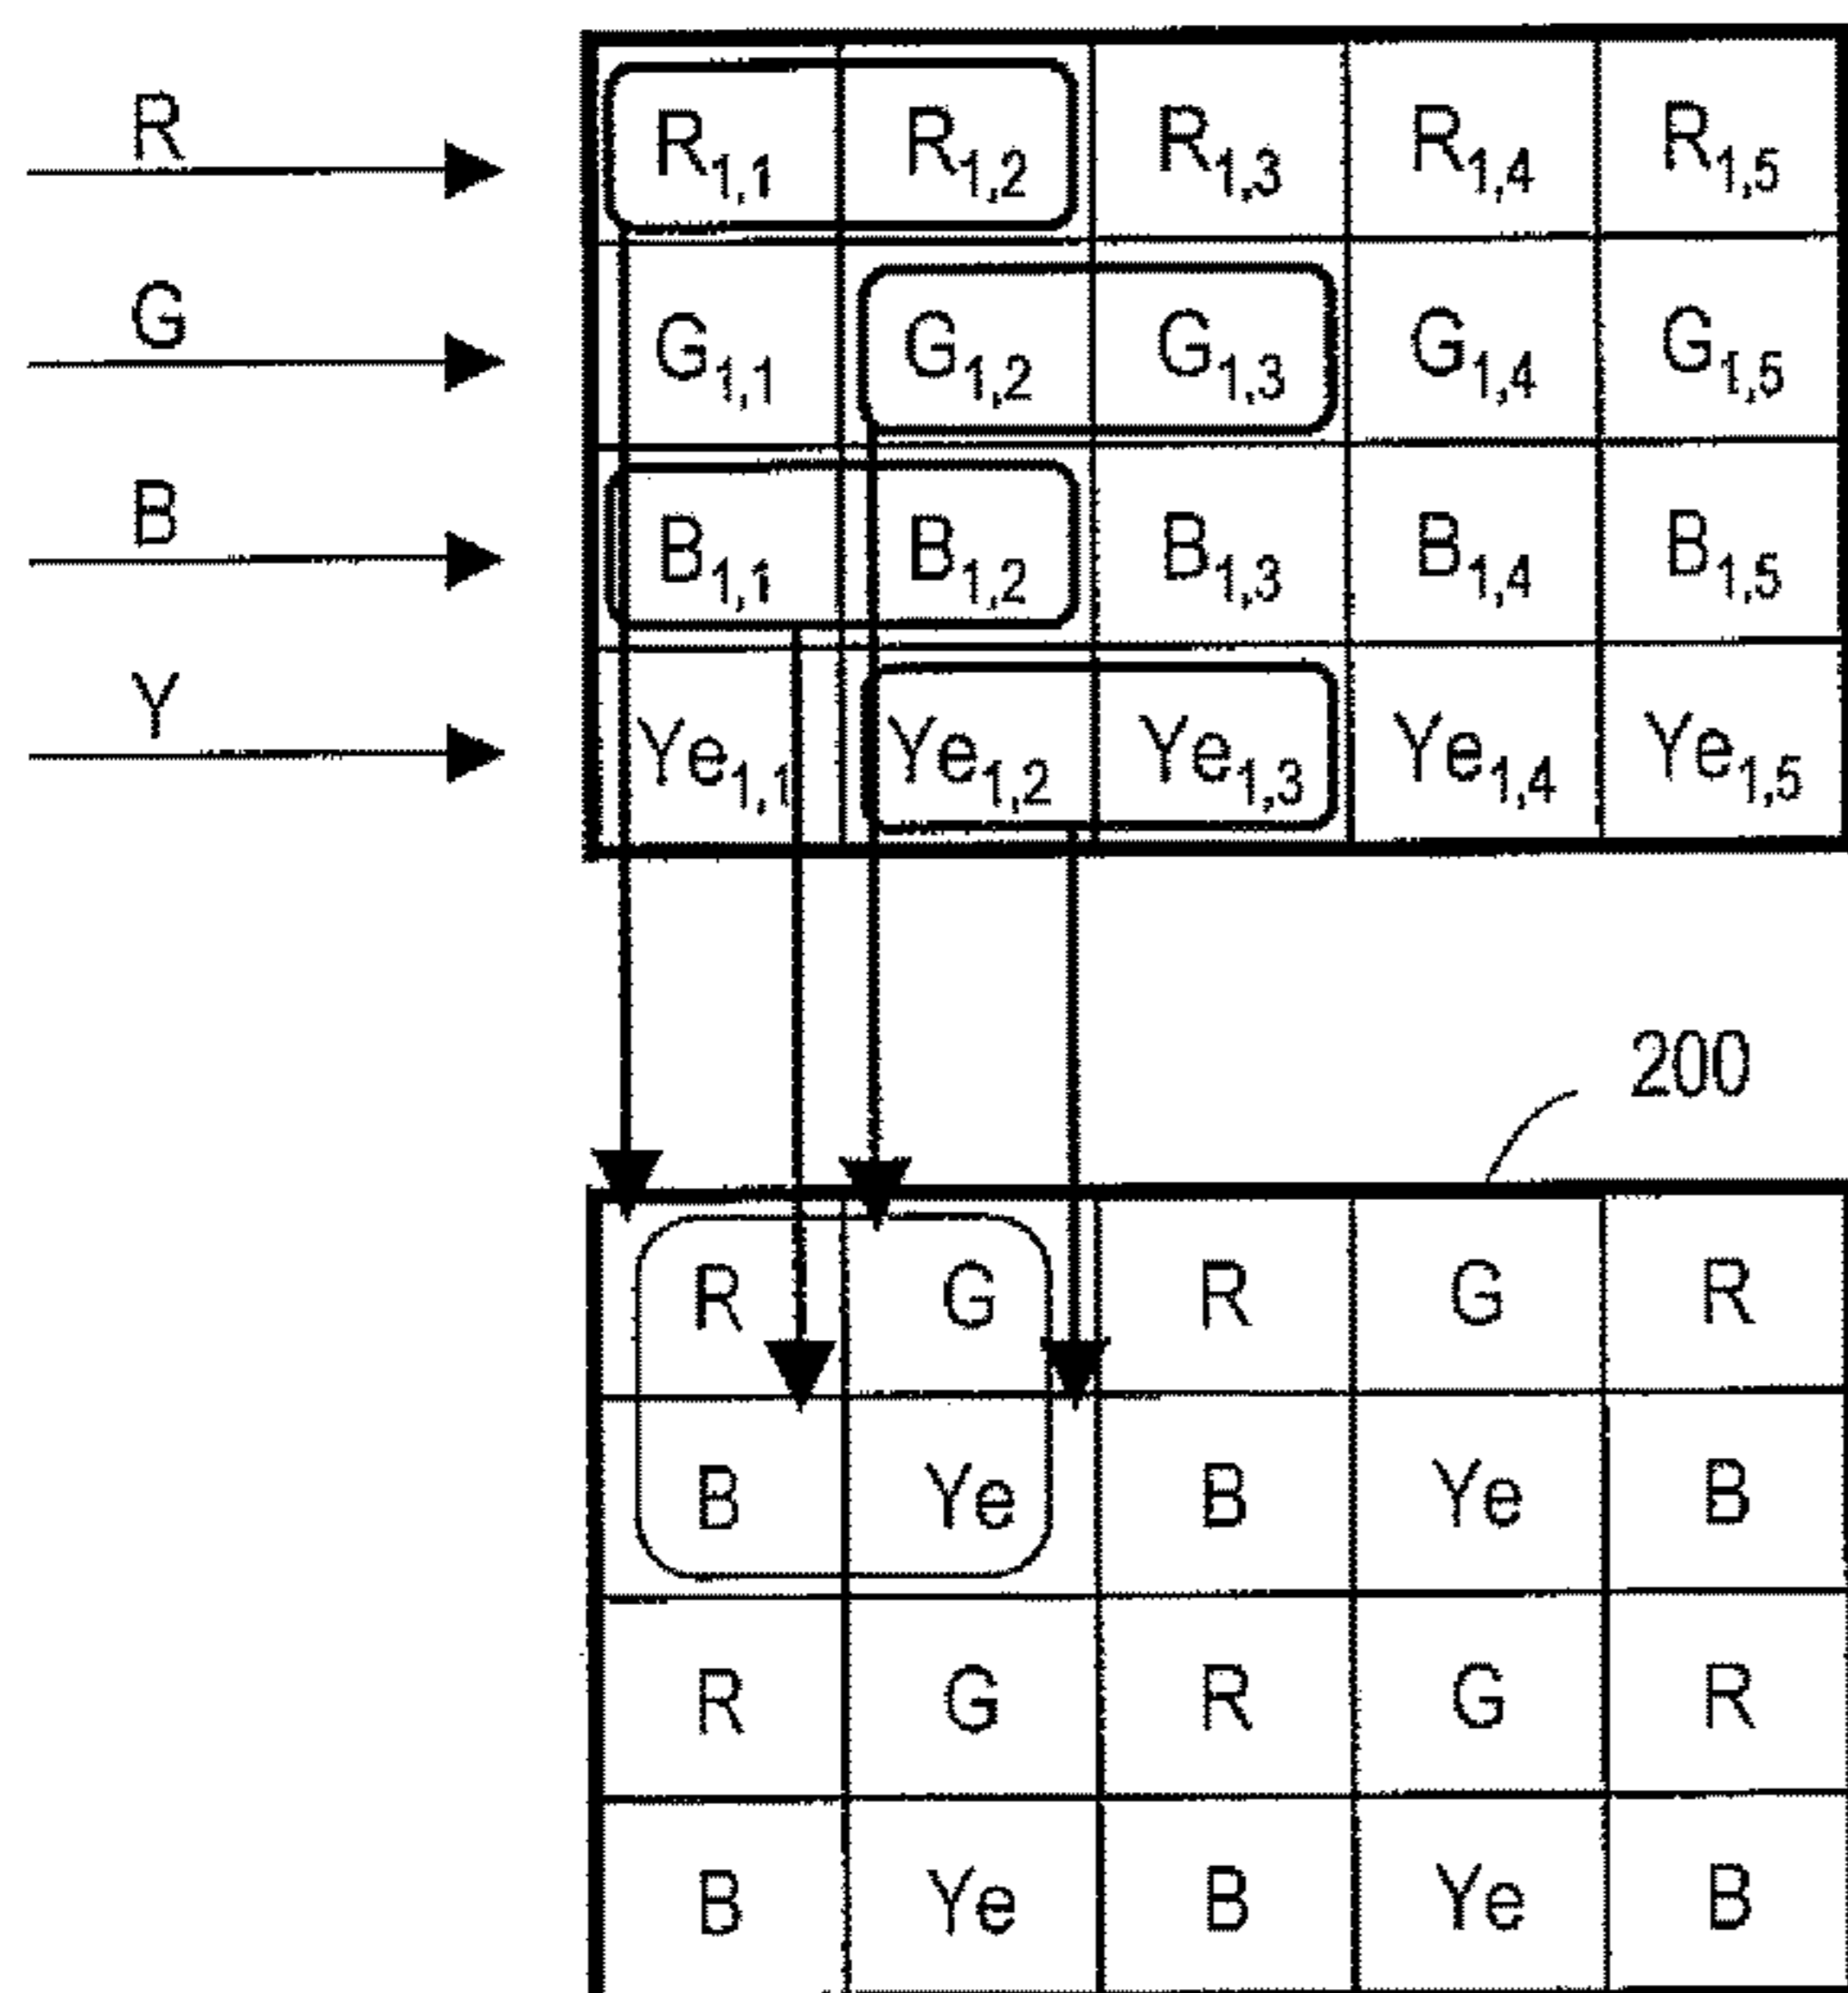 R R1,1 R1,2 R1,3 R1,4 R1,5
G G1,1 G1,2 G1,3 G1,4 G1,5
B B1,1 B1,2 B1,3 B1,4 B1,5
Y Ye1,1 Ye1,2 Ye1,3 Ye1,4 Ye1,5
200
R G R G R
B Ye B Ye B
R G R G R
B Ye B Ye B